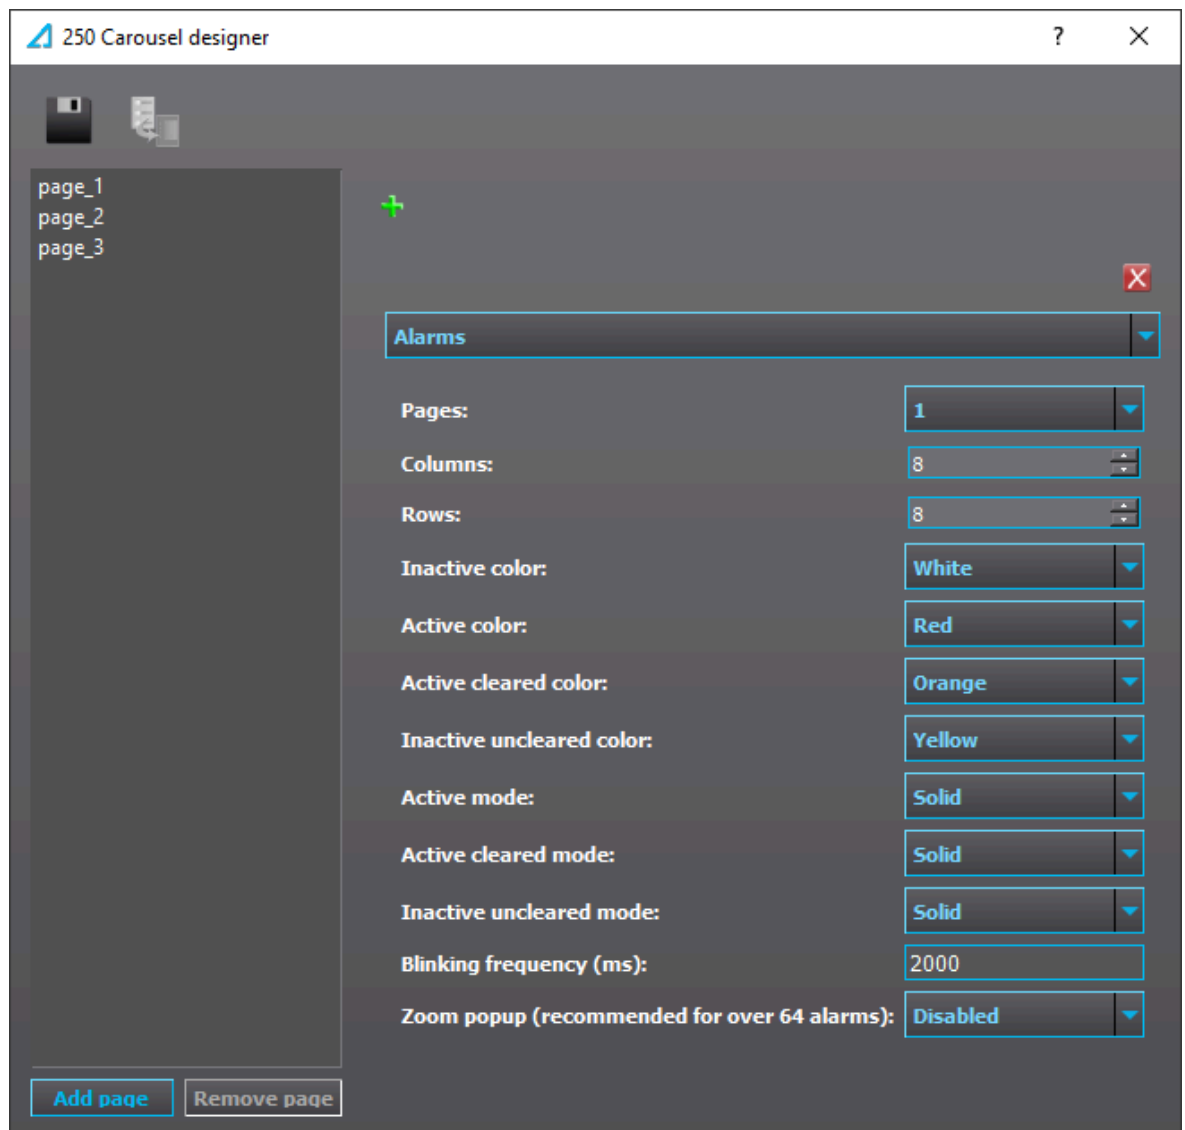 250 Carousel designer
?
page_1
page_2
page_3
Alarms
Pages: 1
Columns: 8
Rows: 8
Inactive color: White
Active color: Red
Active cleared color: Orange
Inactive uncleared color: Yellow
Active mode: Solid
Active cleared mode: Solid
Inactive uncleared mode: Solid
Blinking frequency (ms): 2000
Zoom popup (recommended for over 64 alarms): Disabled
Add page Remove page